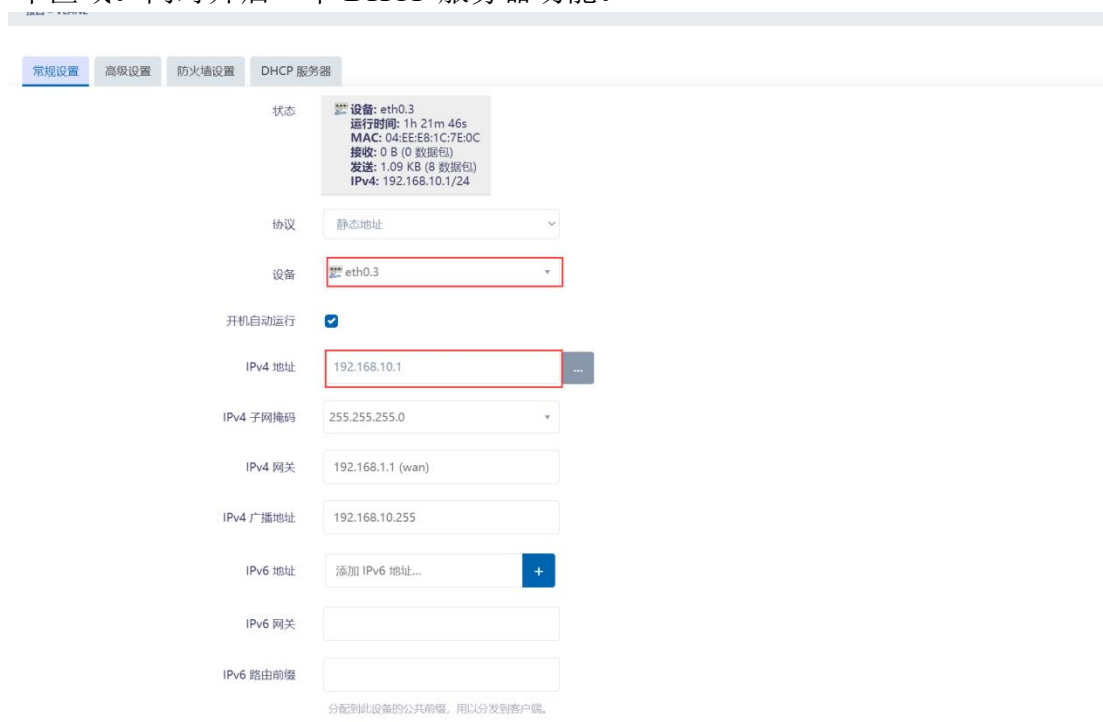 DHCP
接口 - VLAN2
常规设置 高级设置 防火墙设置 DHCP 服务器
状态
设备: eth0.3
运行时间: 1h 21m 46s
MAC: 04:EE:E8:1C:7E:0C
接收: 0 B (0 数据包)
发送: 1.09 KB (8 数据包)
IPv4: 192.168.10.1/24
协议 静态地址
设备 eth0.3
开机自动运行
IPv4 地址 192.168.10.1 ...
IPv4 子网掩码 255.255.255.0
IPv4 网关 192.168.1.1 (wan)
IPv4 广播地址 192.168.10.255
IPv6 地址 添加 IPv6 地址... +
IPv6 网关
IPv6 路由前缀
分配到此设备的公共前缀，用以分发到客户端。